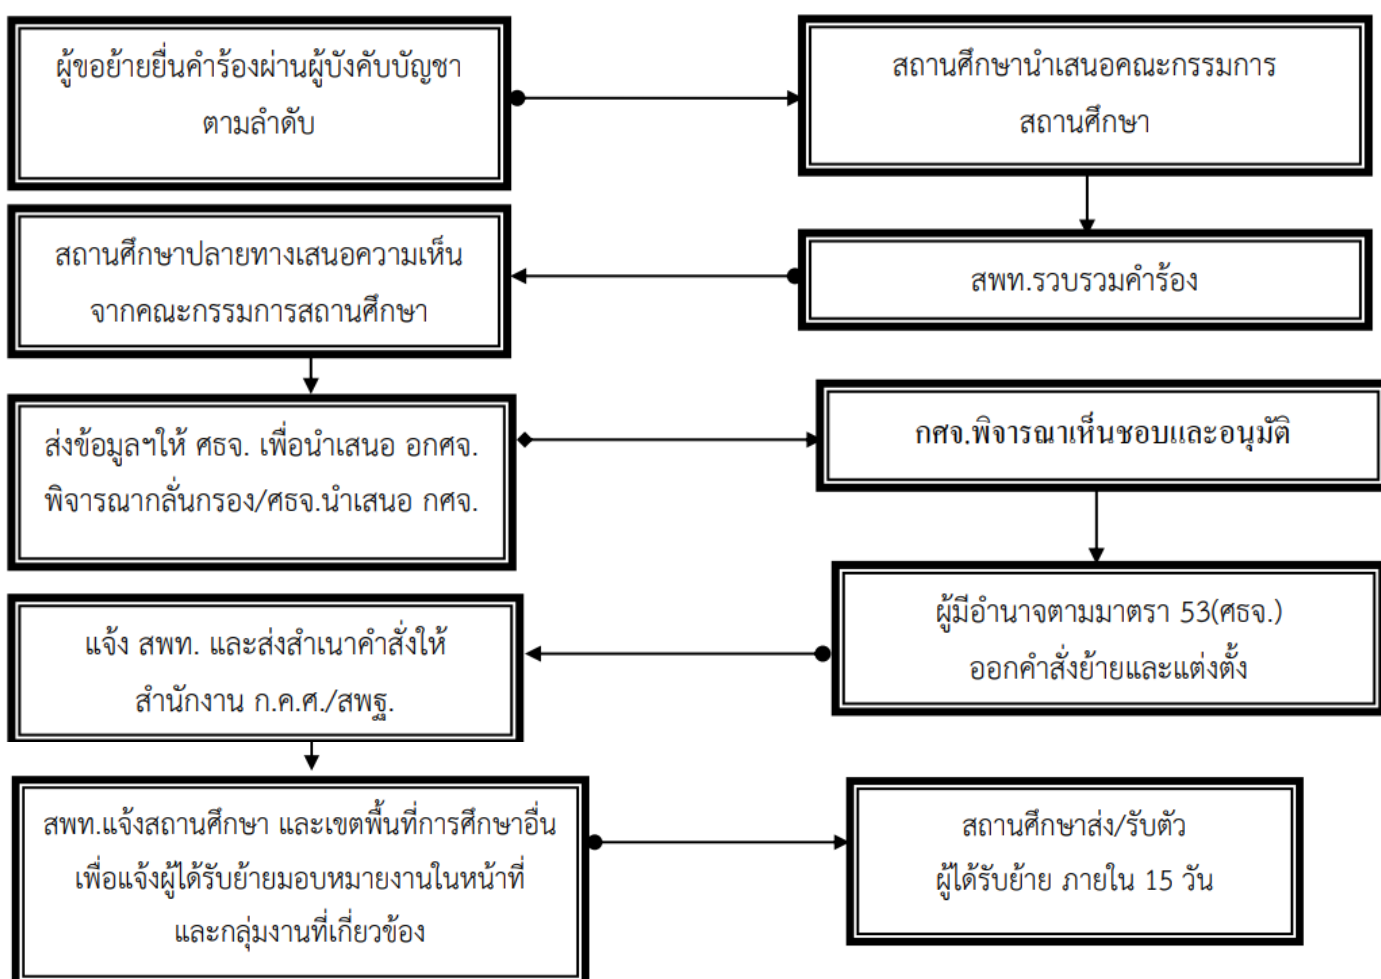 ผู้ขอย้ายยื่นคำร้องผ่านผู้บังคับบัญชา
ตามลำดับ
สถานศึกษานำเสนอคณะกรรมการ
สถานศึกษา
สพท.รวบรวมคำร้อง
สถานศึกษาปลายทางเสนอความเห็น
จากคณะกรรมการสถานศึกษา
ส่งข้อมูลฯให้ ศธจ. เพื่อนำเสนอ อกศจ.
พิจารณากลั่นกรอง/ศธจ.นำเสนอ กศจ.
กศจ.พิจารณาเห็นชอบและอนุมัติ
ผู้มีอำนาจตามมาตรา 53(ศธจ.)
ออกคำสั่งย้ายและแต่งตั้ง
แจ้ง สพท. และส่งสำเนาคำสั่งให้
สำนักงาน ก.ค.ศ./สพฐ.
สพท.แจ้งสถานศึกษา และเขตพื้นที่การศึกษาอื่น
เพื่อแจ้งผู้ได้รับย้ายมอบหมายงานในหน้าที่
และกลุ่มงานที่เกี่ยวข้อง
สถานศึกษาส่ง/รับตัว
ผู้ได้รับย้าย ภายใน 15 วัน